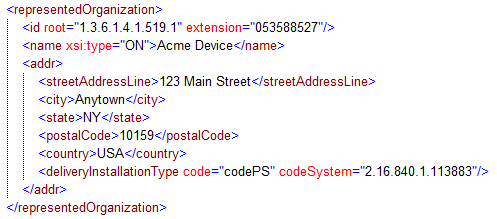 <representedOrganization>
<id root="1.3.6.1.4.1.519.1" extension="053588527"/>
<name xsi:type="ON">Acme Device</name>
<addr>
<streetAddressLine>123 Main Street</streetAddressLine>
<city>Anytown</city>
<state>NY</state>
<postalCode>10159</postalCode>
<country>USA</country>
<deliveryInstallationType code="codePS" codeSystem="2.16.840.1.113883"/>
</addr>
</representedOrganization>